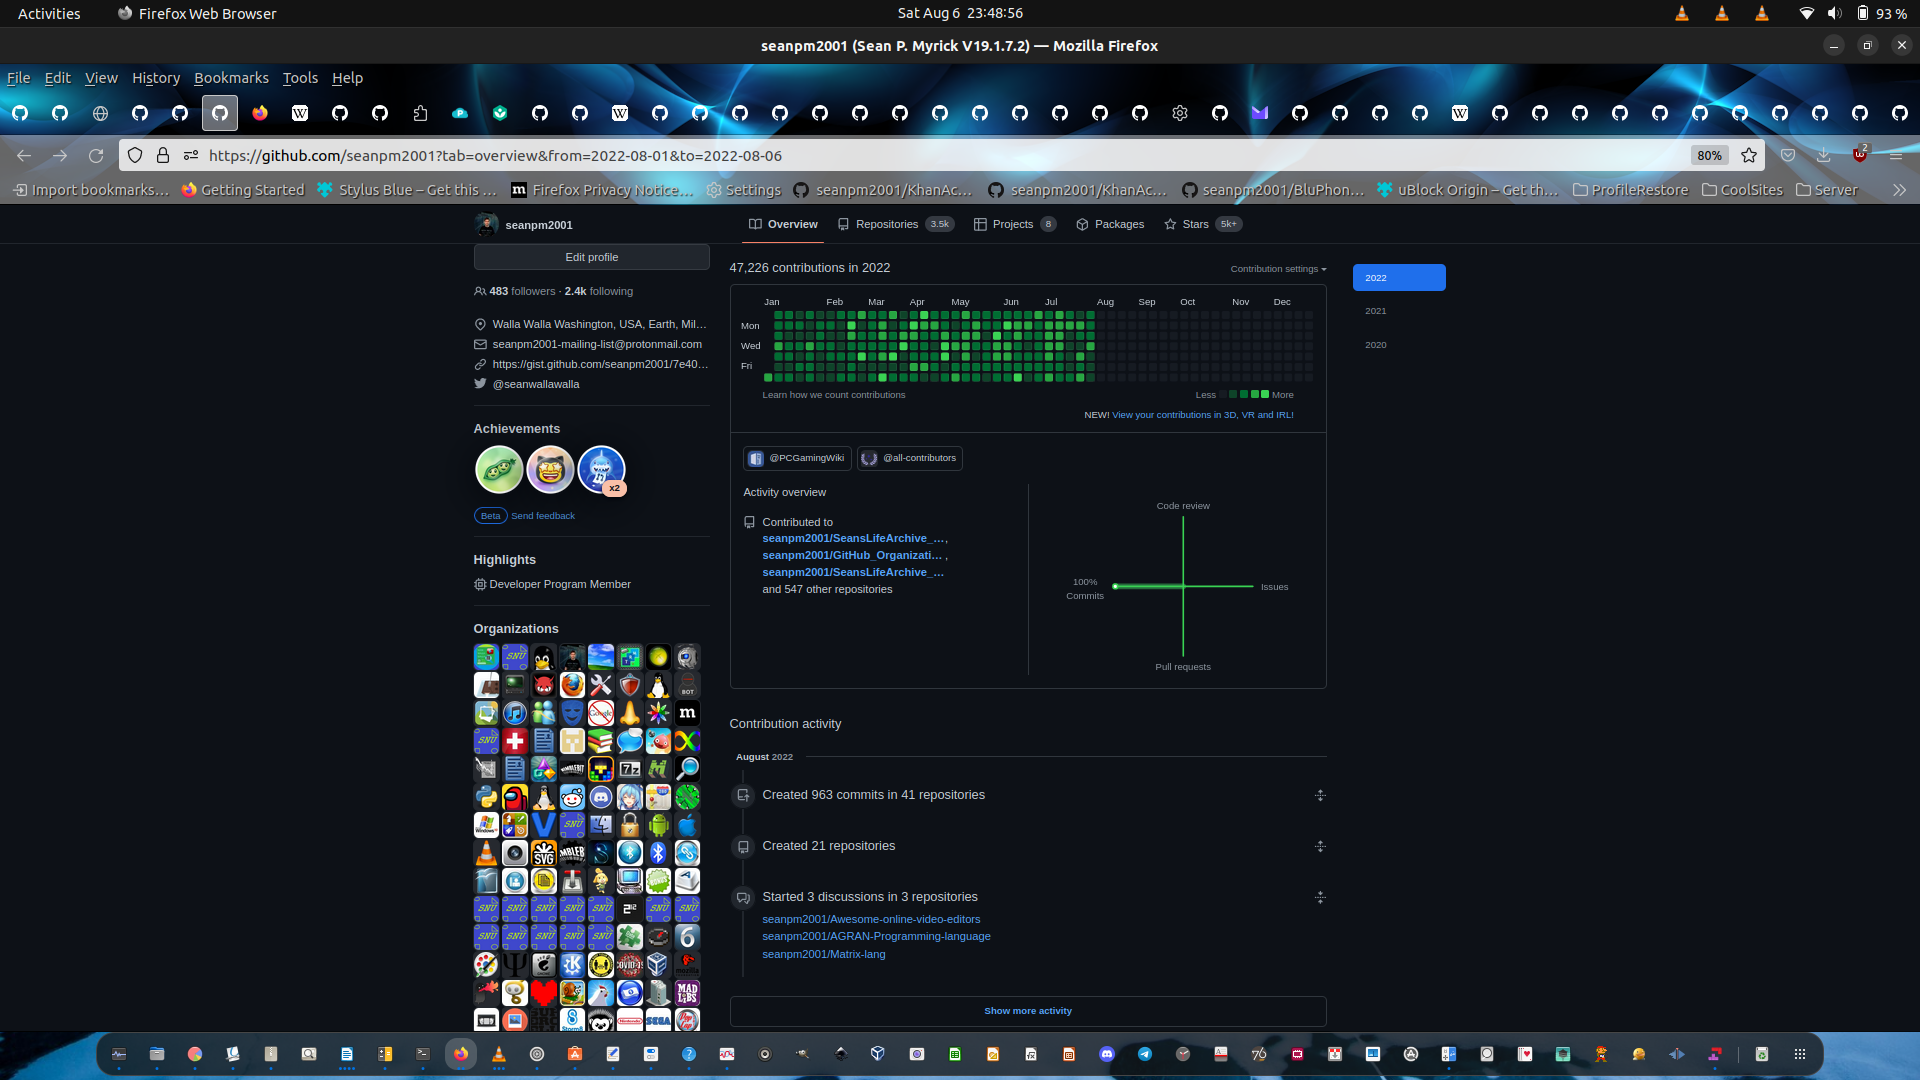 Activities
Firefox Web Browser
Sat Aug 6 23:48:56
93 %
seanpm2001 (Sean P. Myrick V19.1.7.2) — Mozilla Firefox
File Edit View History Bookmarks Tools Help
https://github.com/seanpm2001?tab=overview&from=2022-08-01&to=2022-08-06
80%
2
Import bookmarks…
Getting Started
Stylus Blue – Get this …
Firefox Privacy Notice…
Settings
seanpm2001/KhanAc…
seanpm2001/KhanAc…
seanpm2001/BluPhon…
uBlock Origin – Get th…
ProfileRestore
CoolSites
Server
seanpm2001
Overview
Repositories 3.5k
Projects 8
Packages
Stars 5k+
Edit profile
483 followers · 2.4k following
Walla Walla Washington, USA, Earth, Mil…
seanpm2001-mailing-list@protonmail.com
https://gist.github.com/seanpm2001/7e40…
@seanwallawalla
Achievements
x2
Beta Send feedback
Highlights
Developer Program Member
Organizations
47,226 contributions in 2022
Contribution settings
2022
2021
2020
Jan Feb Mar Apr May Jun Jul Aug Sep Oct Nov Dec
Mon
Wed
Fri
Learn how we count contributions
Less More
NEW! View your contributions in 3D, VR and IRL!
@PCGamingWiki
@all-contributors
Activity overview
Contributed to
seanpm2001/SeansLifeArchive_…,
seanpm2001/GitHub_Organizati… ,
seanpm2001/SeansLifeArchive_…
and 547 other repositories
Code review
100%
Commits
Issues
Pull requests
Contribution activity
August 2022
Created 963 commits in 41 repositories
Created 21 repositories
Started 3 discussions in 3 repositories
seanpm2001/Awesome-online-video-editors
seanpm2001/AGRAN-Programming-language
seanpm2001/Matrix-lang
Show more activity